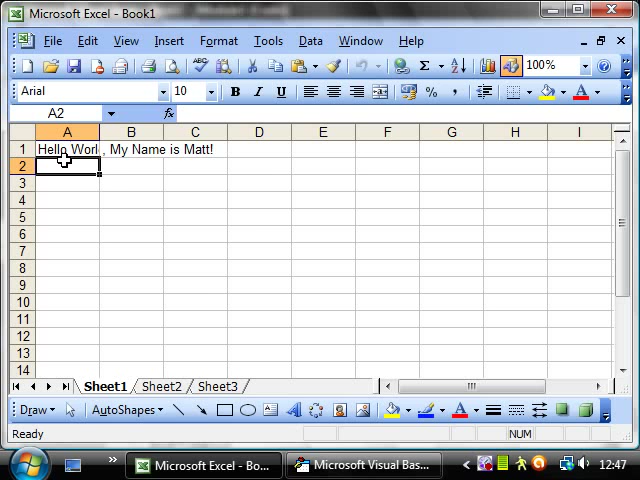 Microsoft Excel - Book1
File Edit View Insert Format Tools Data Window Help
100%
Arial 10 B I U % ,
A2 fx
A B C D E F G H I
1 Hello Worl , My Name is Matt!
2
3
4
5
6
7
8
9
10
11
12
13
14
Sheet1 Sheet2 Sheet3
Draw AutoShapes
Ready NUM
Microsoft Excel - Bo... Microsoft Visual Bas... 12:47